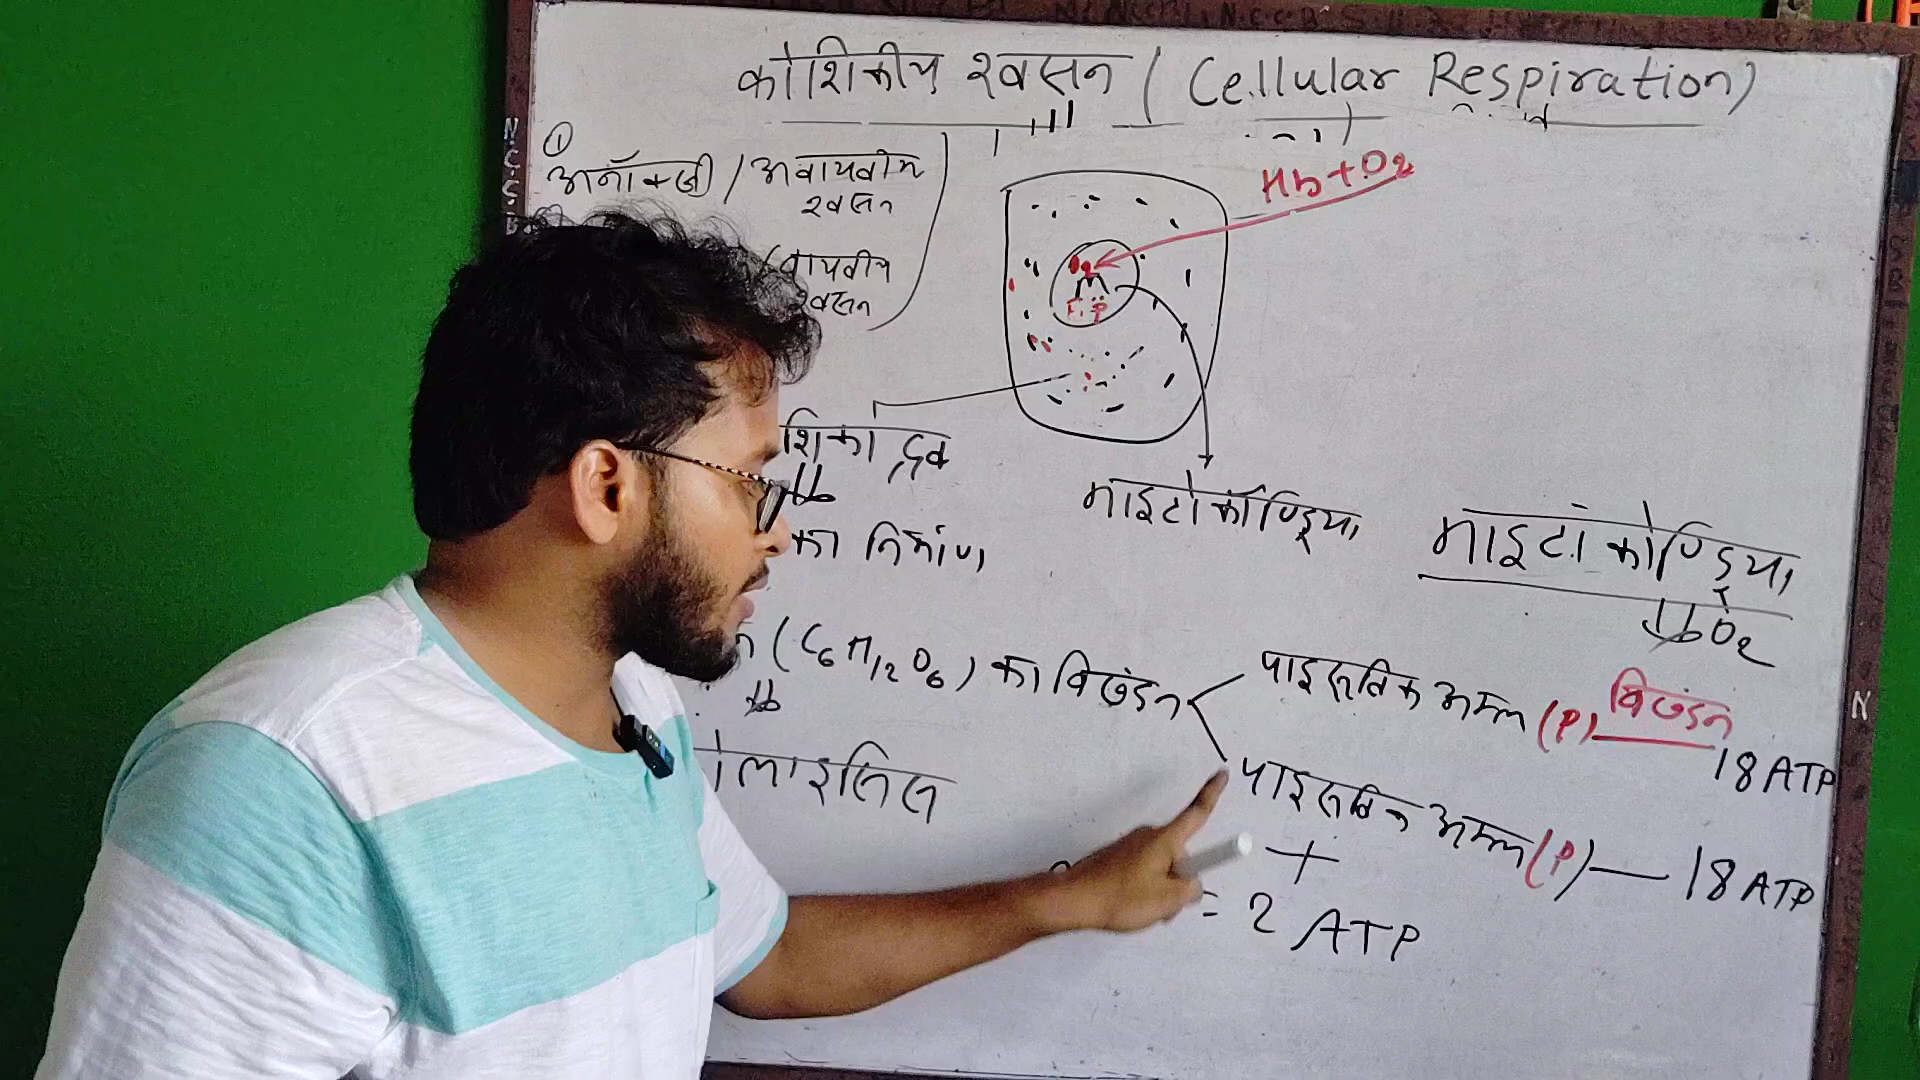 कोशिकीय श्वसन ( Cellular Respiration )
①
अनॉक्सी / अवायवीय
श्वसन
वायवीय
श्वसन
Hb + O₂
M
शिका द्रव
का निर्माण
माइटोकॉण्ड्रिया
माइटोकोण्ड्रिया
O₂
(C₆H₁₂O₆) का विखंडन
पाइरूविक अम्ल (P) विखंडन 18 ATP
पाइरूविक अम्ल (P) — 18 ATP
लाइसिस
+
= 2 ATP
N.C.S.B.
N